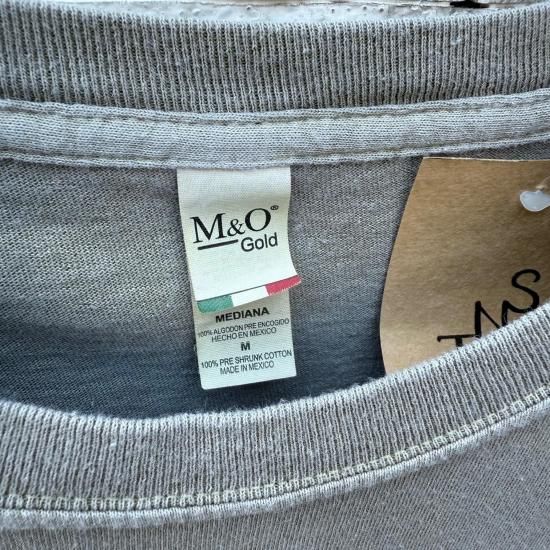 M&O®
Gold
MEDIANA
100% ALGODON PRE ENCOGIDO
HECHO EN MEXICO
M
100% PRE SHRUNK COTTON
MADE IN MEXICO